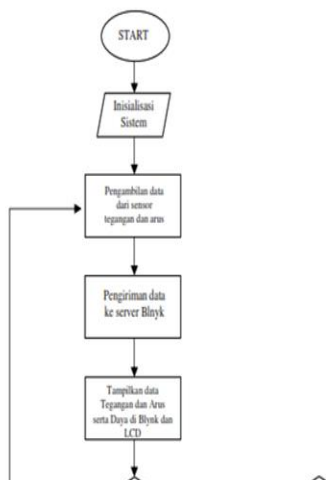 START
Inisialisasi
Sistem
Pengambilan data
dari sensor
tegangan dan arus
Pengiriman data
ke server Blnyk
Tampilkan data
Tegangan dan Arus
serta Daya di Blynk dan
LCD